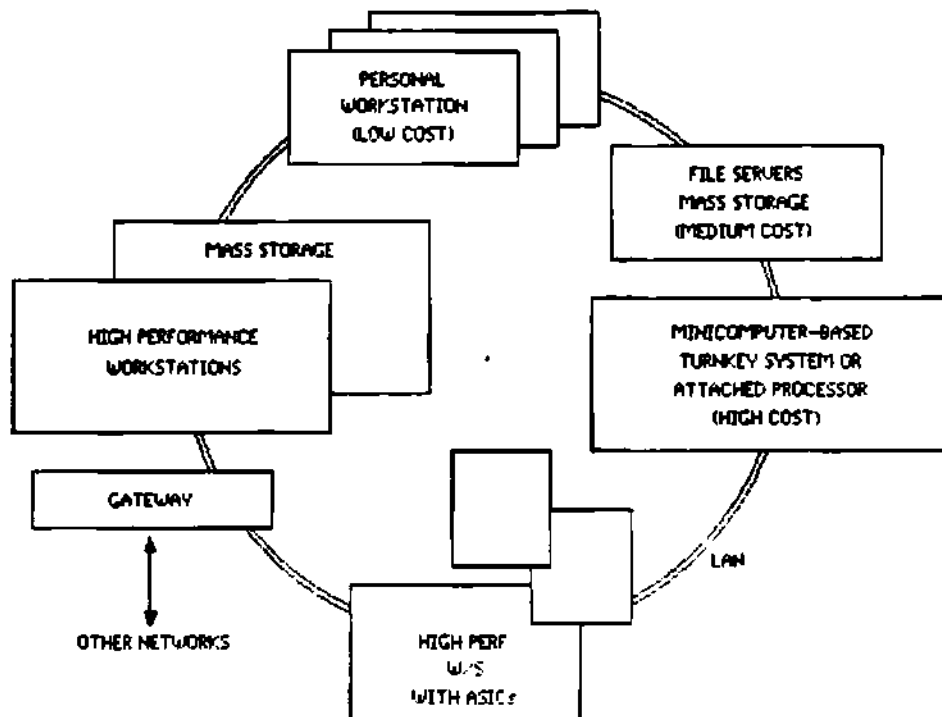 PERSONAL
WORKSTATION
(LOW COST)
FILE SERVERS
MASS STORAGE
(MEDIUM COST)
MASS STORAGE
HIGH PERFORMANCE
WORKSTATIONS
MINICOMPUTER-BASED
TURNKEY SYSTEM OR
ATTACHED PROCESSOR
(HIGH COST)
GATEWAY
LAN
OTHER NETWORKS
HIGH PERF
W/S
WITH ASICs